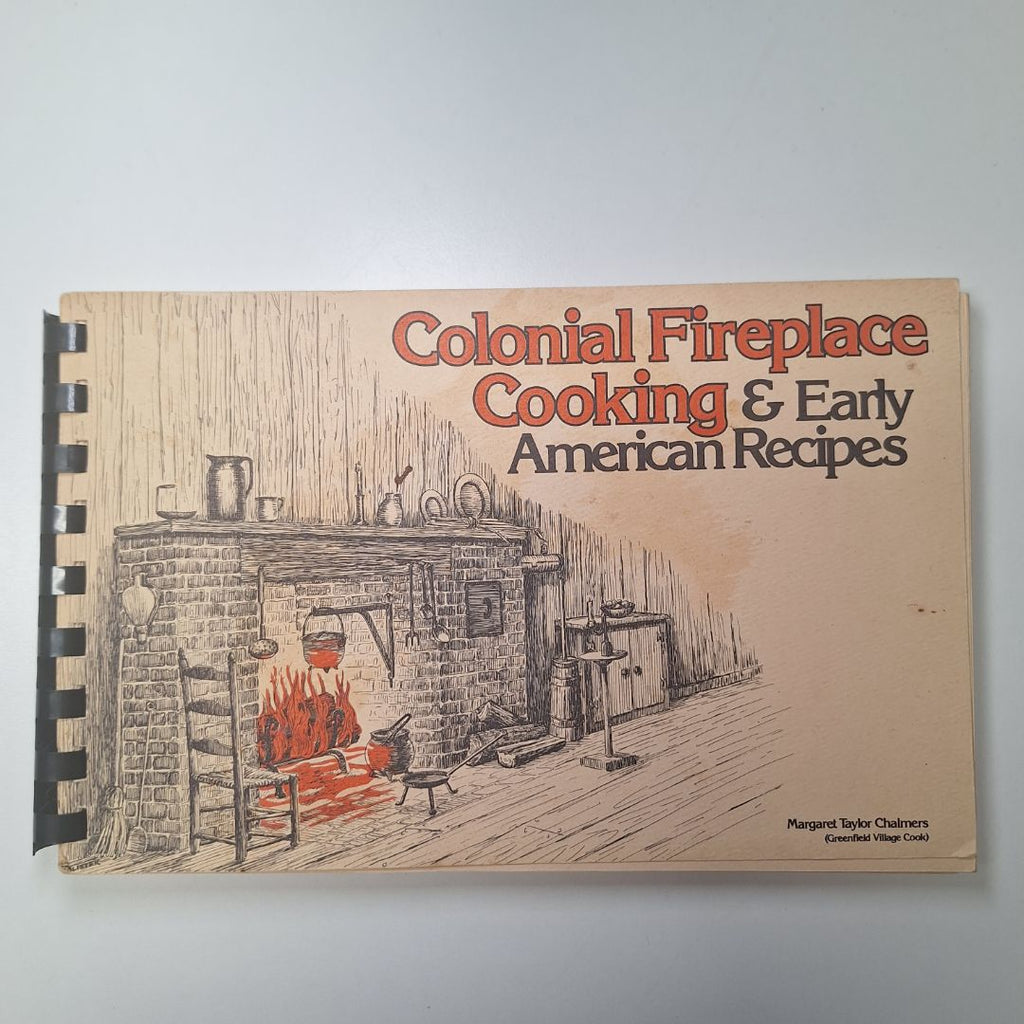 Colonial Fireplace
Cooking & Early
American Recipes
Margaret Taylor Chalmers
(Greenfield Village Cook)